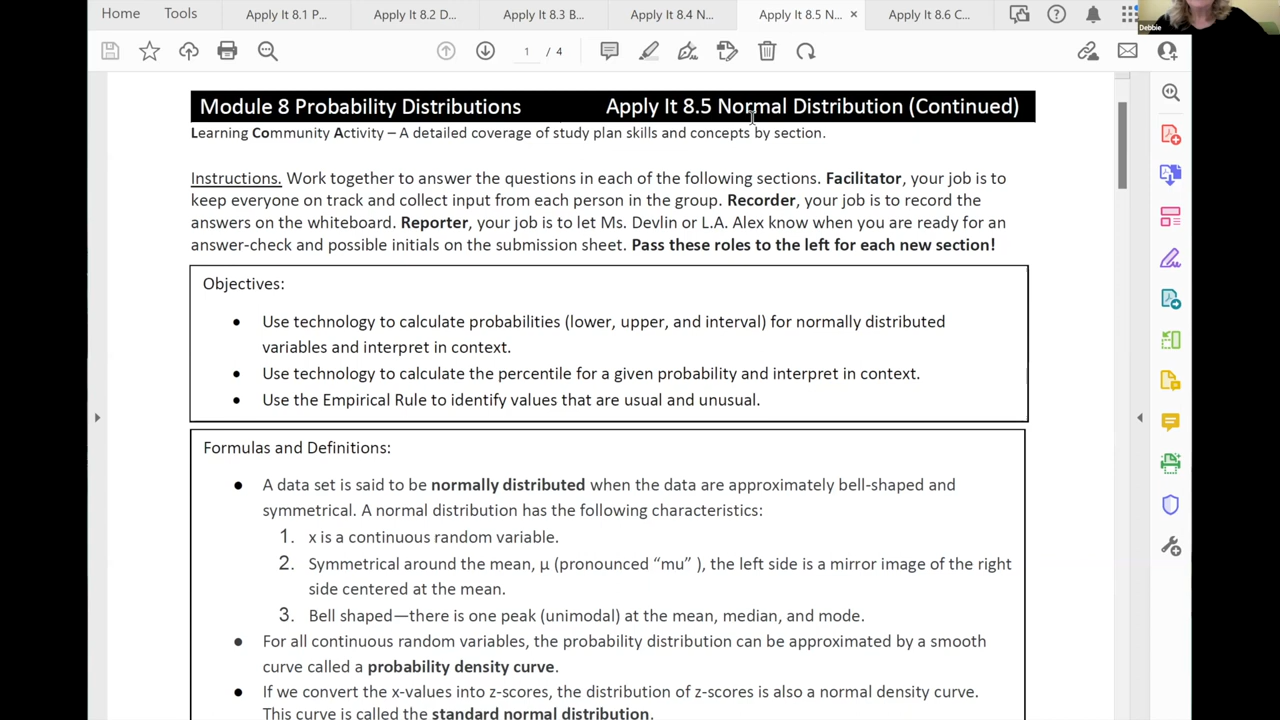 Home Tools Apply It 8.1 P... Apply It 8.2 D... Apply It 8.3 B... Apply It 8.4 N... Apply It 8.5 N... × Apply It 8.6 C...
Debbie
1 / 4
Module 8 Probability Distributions Apply It 8.5 Normal Distribution (Continued)
Learning Community Activity – A detailed coverage of study plan skills and concepts by section.
Instructions. Work together to answer the questions in each of the following sections. Facilitator, your job is to
keep everyone on track and collect input from each person in the group. Recorder, your job is to record the
answers on the whiteboard. Reporter, your job is to let Ms. Devlin or L.A. Alex know when you are ready for an
answer-check and possible initials on the submission sheet. Pass these roles to the left for each new section!
Objectives:
• Use technology to calculate probabilities (lower, upper, and interval) for normally distributed
variables and interpret in context.
• Use technology to calculate the percentile for a given probability and interpret in context.
• Use the Empirical Rule to identify values that are usual and unusual.
Formulas and Definitions:
• A data set is said to be normally distributed when the data are approximately bell-shaped and
symmetrical. A normal distribution has the following characteristics:
1. x is a continuous random variable.
2. Symmetrical around the mean, μ (pronounced “mu” ), the left side is a mirror image of the right
side centered at the mean.
3. Bell shaped—there is one peak (unimodal) at the mean, median, and mode.
• For all continuous random variables, the probability distribution can be approximated by a smooth
curve called a probability density curve.
• If we convert the x-values into z-scores, the distribution of z-scores is also a normal density curve.
This curve is called the standard normal distribution.